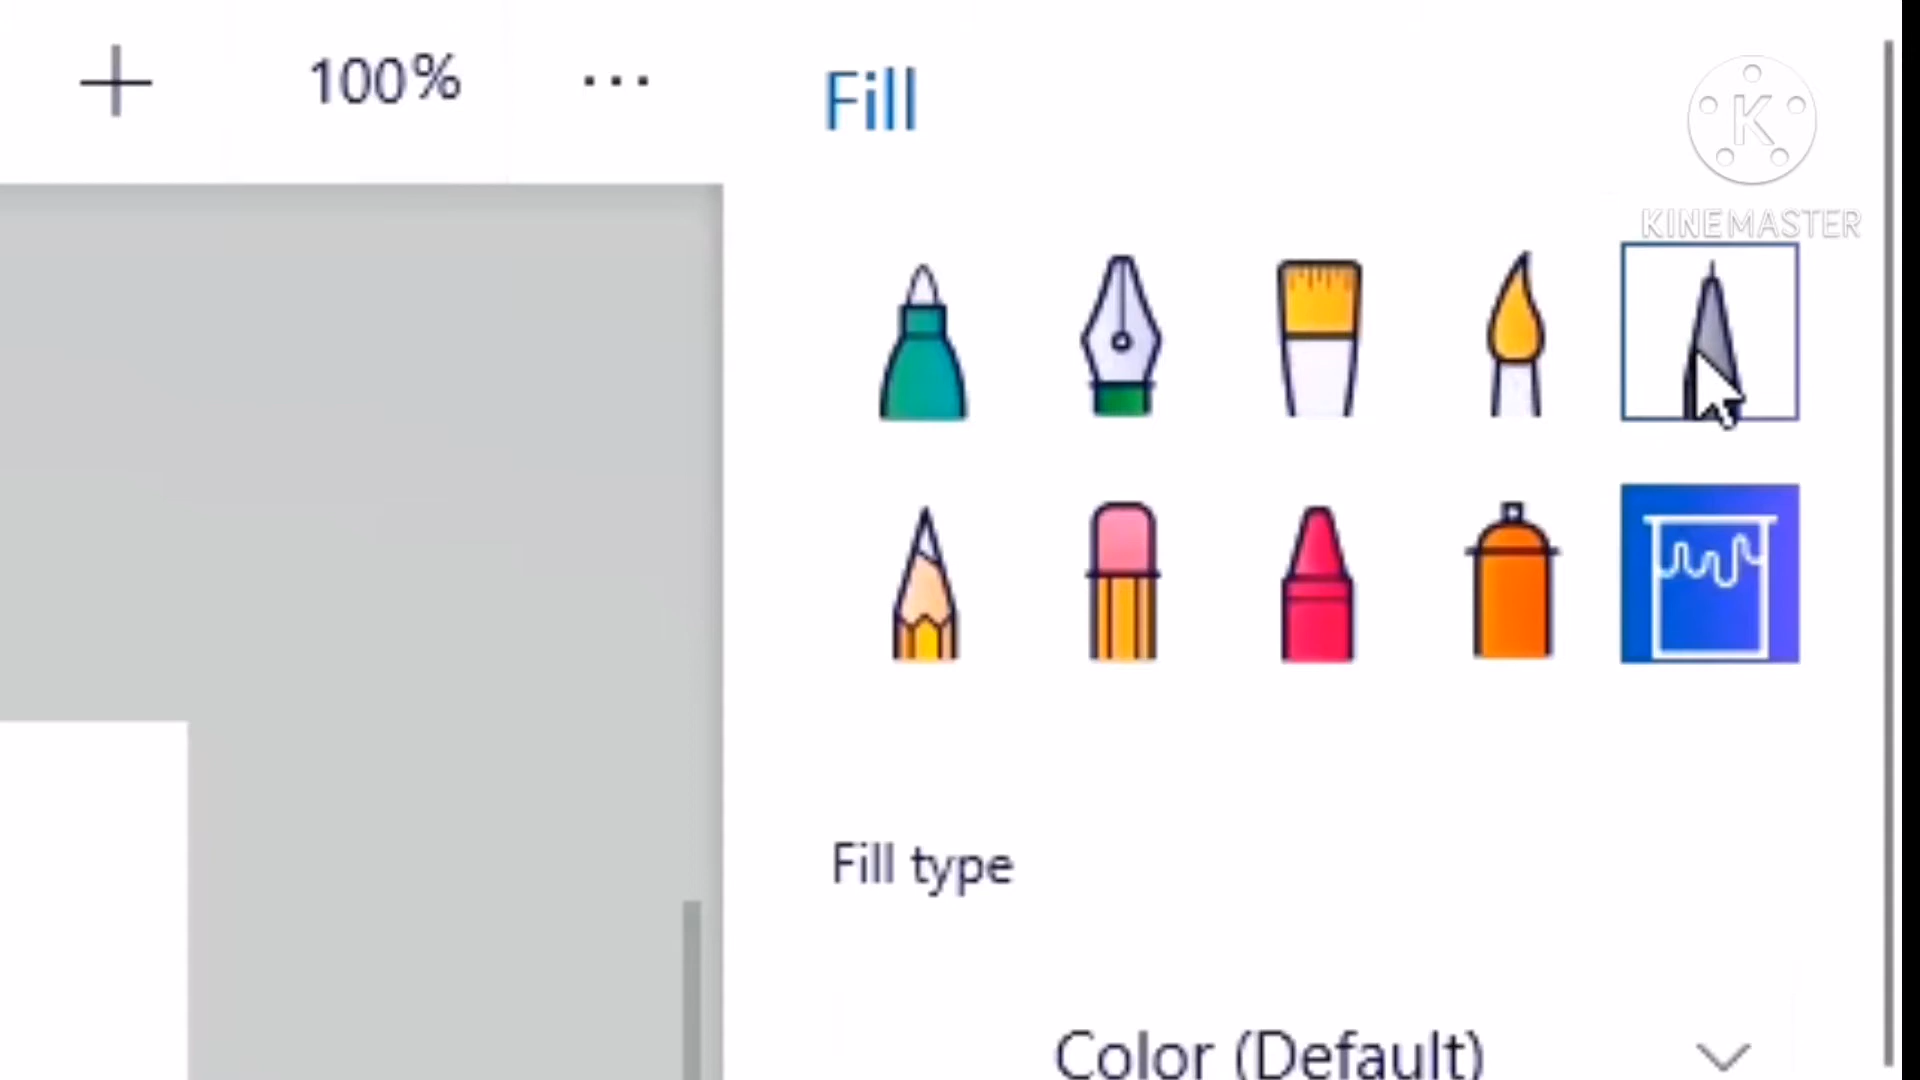 100%
...
Fill
K
KINEMASTER
Fill type
Color (Default)